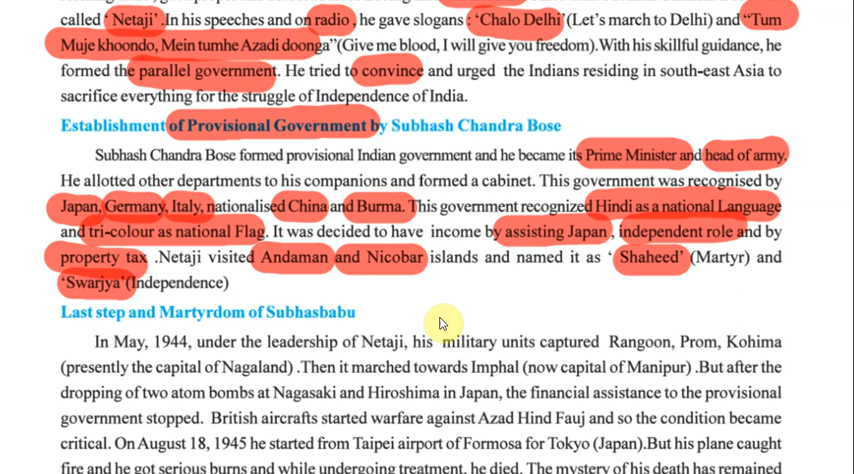 called ‘ Netaji’ .In his speeches and on radio , he gave slogans : ‘Chalo Delhi’(Let’s march to Delhi) and “Tum
Muje khoondo, Mein tumhe Azadi doonga”(Give me blood, I will give you freedom).With his skillful guidance, he
formed the parallel government. He tried to convince and urged the Indians residing in south-east Asia to
sacrifice everything for the struggle of Independence of India.
Establishment of Provisional Government by Subhash Chandra Bose
Subhash Chandra Bose formed provisional Indian government and he became its Prime Minister and head of army.
He allotted other departments to his companions and formed a cabinet. This government was recognised by
Japan, Germany, Italy, nationalised China and Burma. This government recognized Hindi as a national Language
and tri-colour as national Flag. It was decided to have income by assisting Japan , independent role and by
property tax .Netaji visited Andaman and Nicobar islands and named it as ‘ Shaheed’ (Martyr) and
‘Swarjya’(Independence)
Last step and Martyrdom of Subhasbabu
In May, 1944, under the leadership of Netaji, his military units captured Rangoon, Prom, Kohima
(presently the capital of Nagaland) .Then it marched towards Imphal (now capital of Manipur) .But after the
dropping of two atom bombs at Nagasaki and Hiroshima in Japan, the financial assistance to the provisional
government stopped. British aircrafts started warfare against Azad Hind Fauj and so the condition became
critical. On August 18, 1945 he started from Taipei airport of Formosa for Tokyo (Japan).But his plane caught
fire and he got serious burns and while undergoing treatment, he died. The mystery of his death has remained